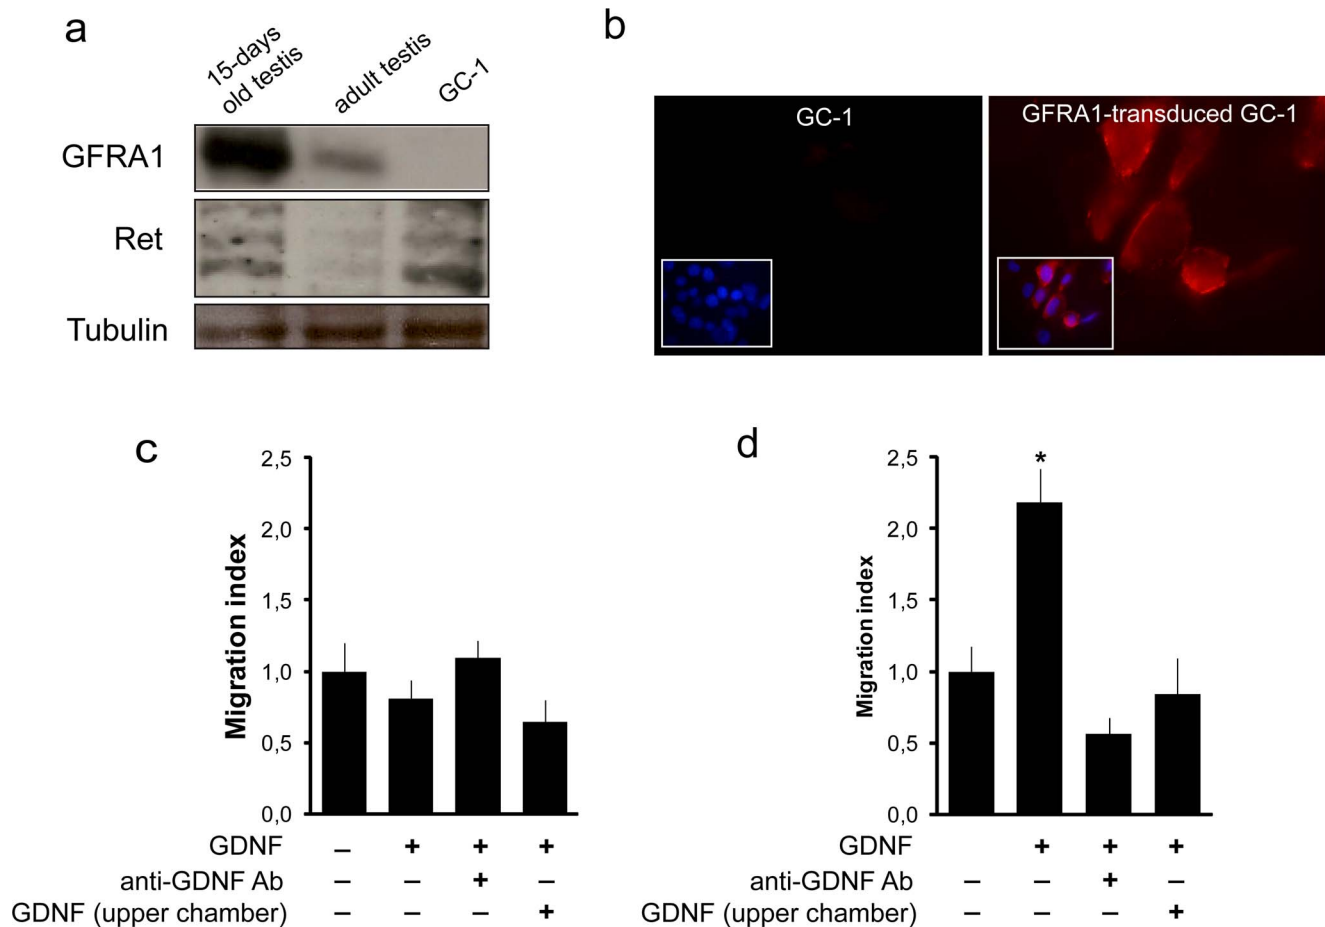 a
15-days
old testis
adult testis
GC-1
GFRA1
Ret
Tubulin
b
GC-1
GFRA1-transduced GC-1
c
2,5
2,0
1,5
1,0
0,5
0,0
Migration index
GDNF – + + +
anti-GDNF Ab – – + –
GDNF (upper chamber) – – – +
d
2,5
2,0
1,5
1,0
0,5
0,0
Migration index
*
GDNF – + + +
anti-GDNF Ab – – + –
GDNF (upper chamber) – – – +